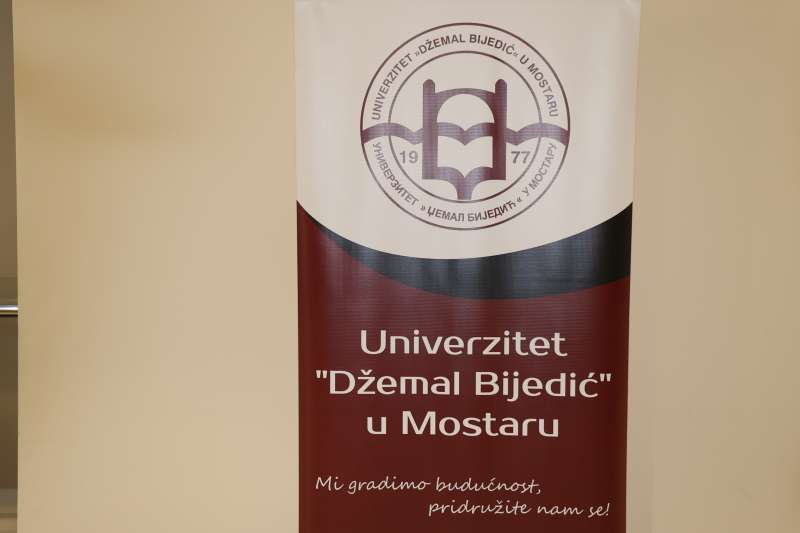 UNIVERZITET »DŽEMAL BIJEDIĆ« U MOSTARU
19 77
УНИВЕРЗИТЕТ »ЏЕМАЛ БИЈЕДИЋ« У МОСТАРУ
Univerzitet
"Džemal Bijedić"
u Mostaru
Mi gradimo budućnost,
pridružite nam se!